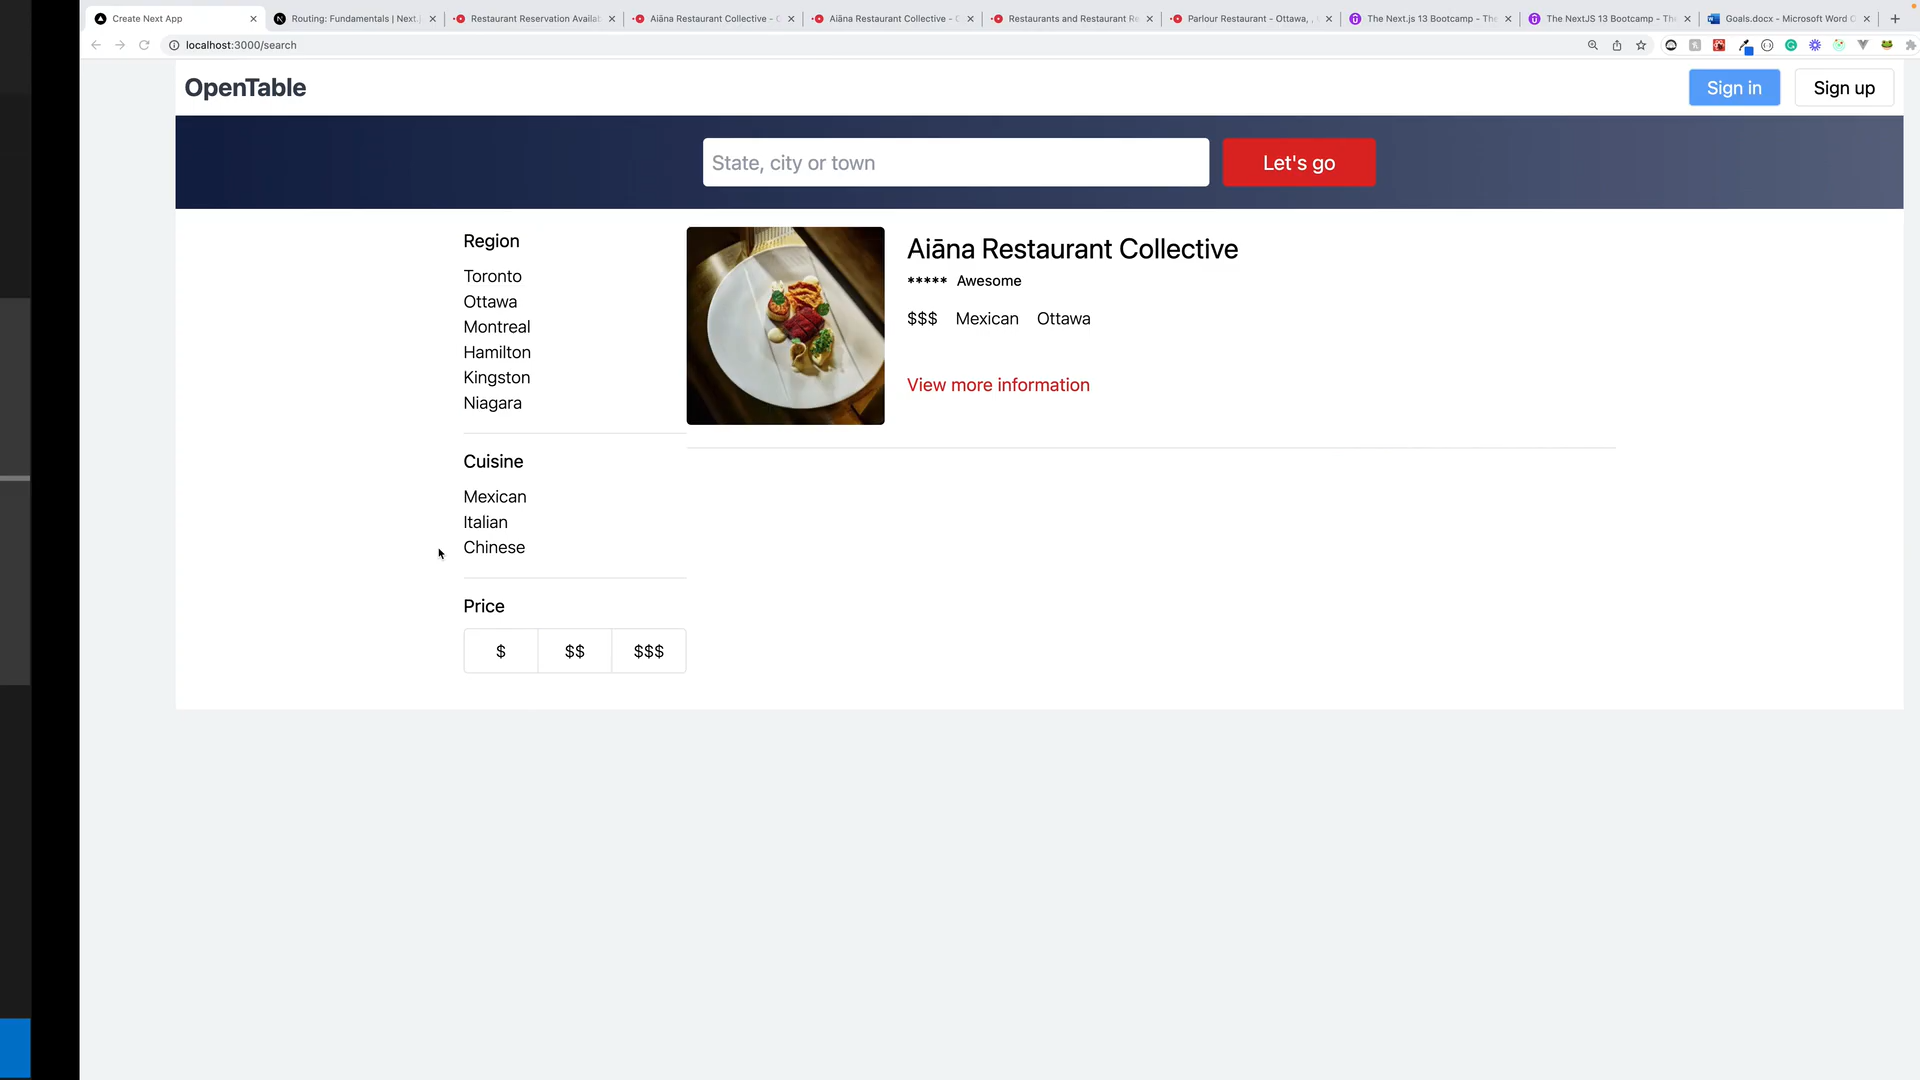 Create Next App
Routing: Fundamentals | Next.
Restaurant Reservation Availab
Aiāna Restaurant Collective - 
Aiāna Restaurant Collective - 
Restaurants and Restaurant Re
Parlour Restaurant - Ottawa, 
The Next.js 13 Bootcamp - The
The NextJS 13 Bootcamp - The
Goals.docx - Microsoft Word
localhost:3000/search
OpenTable
Sign in
Sign up
State, city or town
Let's go
Region
Toronto
Ottawa
Montreal
Hamilton
Kingston
Niagara
Cuisine
Mexican
Italian
Chinese
Price
$
$$
$$$
Aiāna Restaurant Collective
***** Awesome
$$$ Mexican Ottawa
View more information